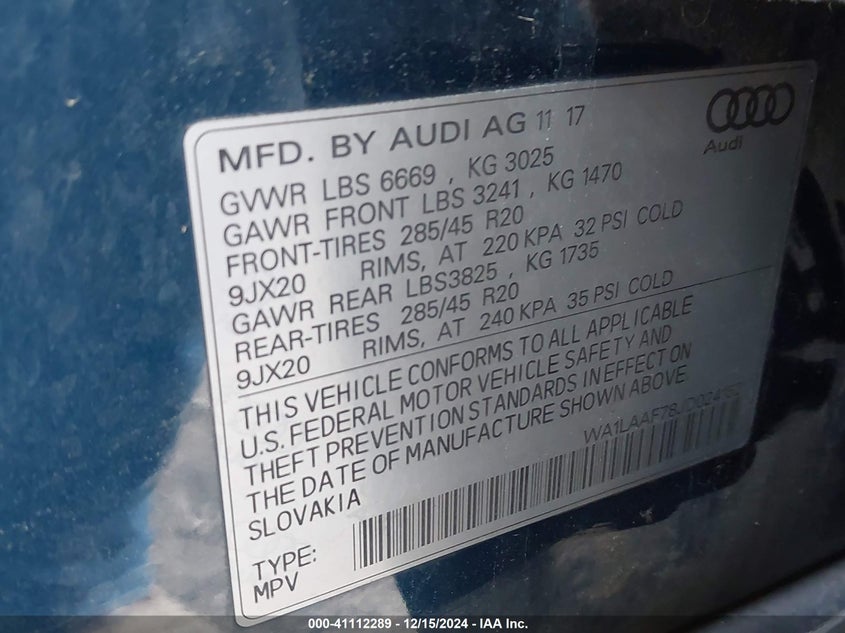 MFD. BY AUDI AG 11 17
Audi
GVWR LBS 6669 , KG 3025
GAWR FRONT LBS 3241 , KG 1470
FRONT-TIRES 285/45 R20
9JX20 RIMS, AT 220 KPA 32 PSI COLD
GAWR REAR LBS3825 , KG 1735
REAR-TIRES 285/45 R20
9JX20 RIMS, AT 240 KPA 35 PSI COLD
THIS VEHICLE CONFORMS TO ALL APPLICABLE
U.S. FEDERAL MOTOR VEHICLE SAFETY AND
THEFT PREVENTION STANDARDS IN EFFECT ON
THE DATE OF MANUFACTURE SHOWN ABOVE
SLOVAKIA
TYPE:
MPV
000-41112289 - 12/15/2024 - IAA Inc.